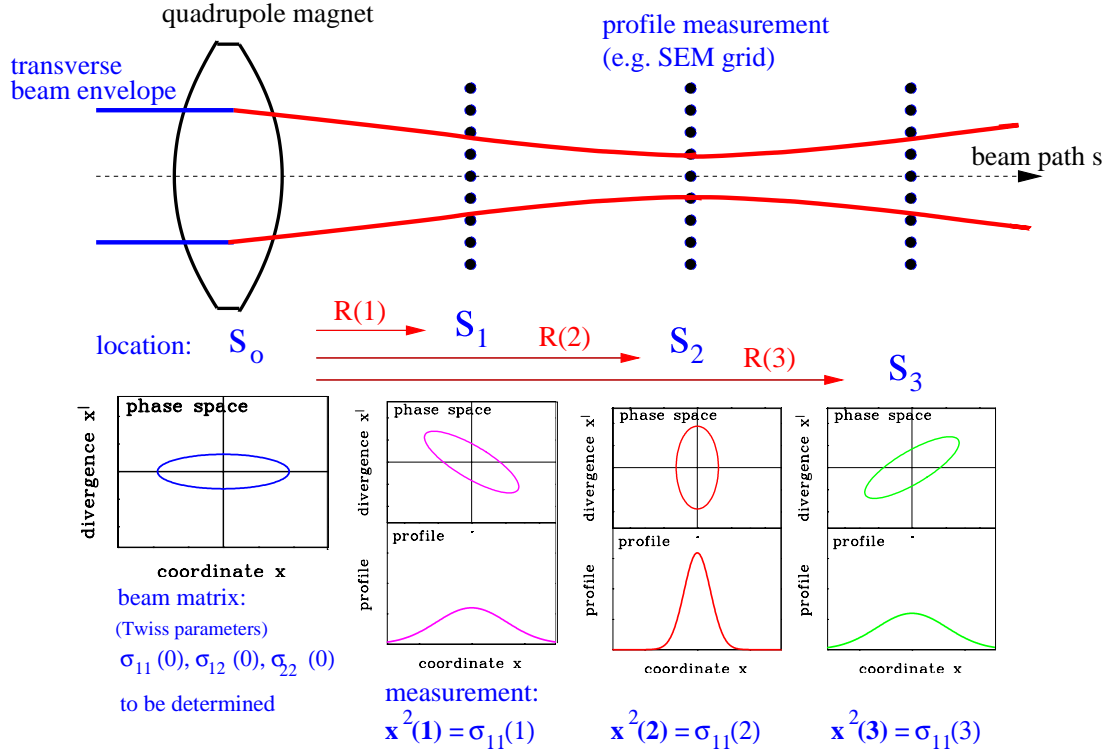 quadrupole magnet
profile measurement
(e.g. SEM grid)
transverse
beam envelope
beam path s
R(1)
R(2)
R(3)
location:
S₀
S₁
S₂
S₃
phase space
divergence x|
coordinate x
phase space
divergence x|
profile
profile
coordinate x
phase space
divergence x|
profile
profile
coordinate x
phase space
divergence x|
profile
profile
coordinate x
beam matrix:
(Twiss parameters)
σ₁₁ (0), σ₁₂ (0), σ₂₂ (0)
to be determined
measurement:
x²(1) = σ₁₁(1)
x²(2) = σ₁₁(2)
x²(3) = σ₁₁(3)